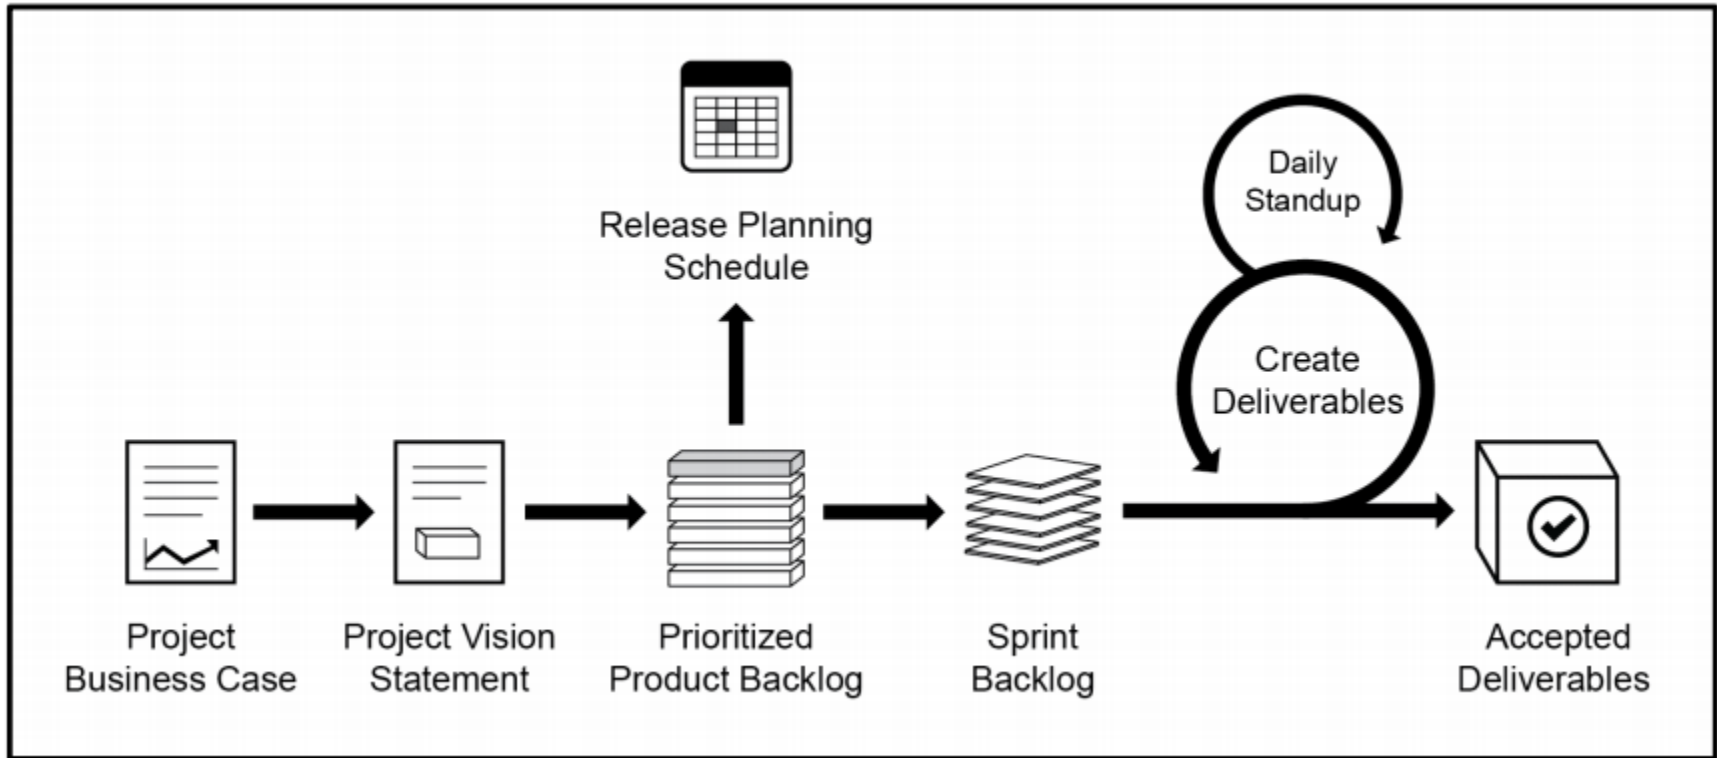 Release Planning
Schedule
Daily
Standup
Create
Deliverables
Project
Business Case
Project Vision
Statement
Prioritized
Product Backlog
Sprint
Backlog
Accepted
Deliverables